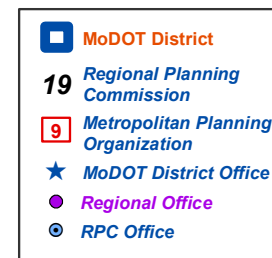 MoDOT District
19 Regional Planning
Commission
9 Metropolitan Planning
Organization
MoDOT District Office
Regional Office
RPC Office